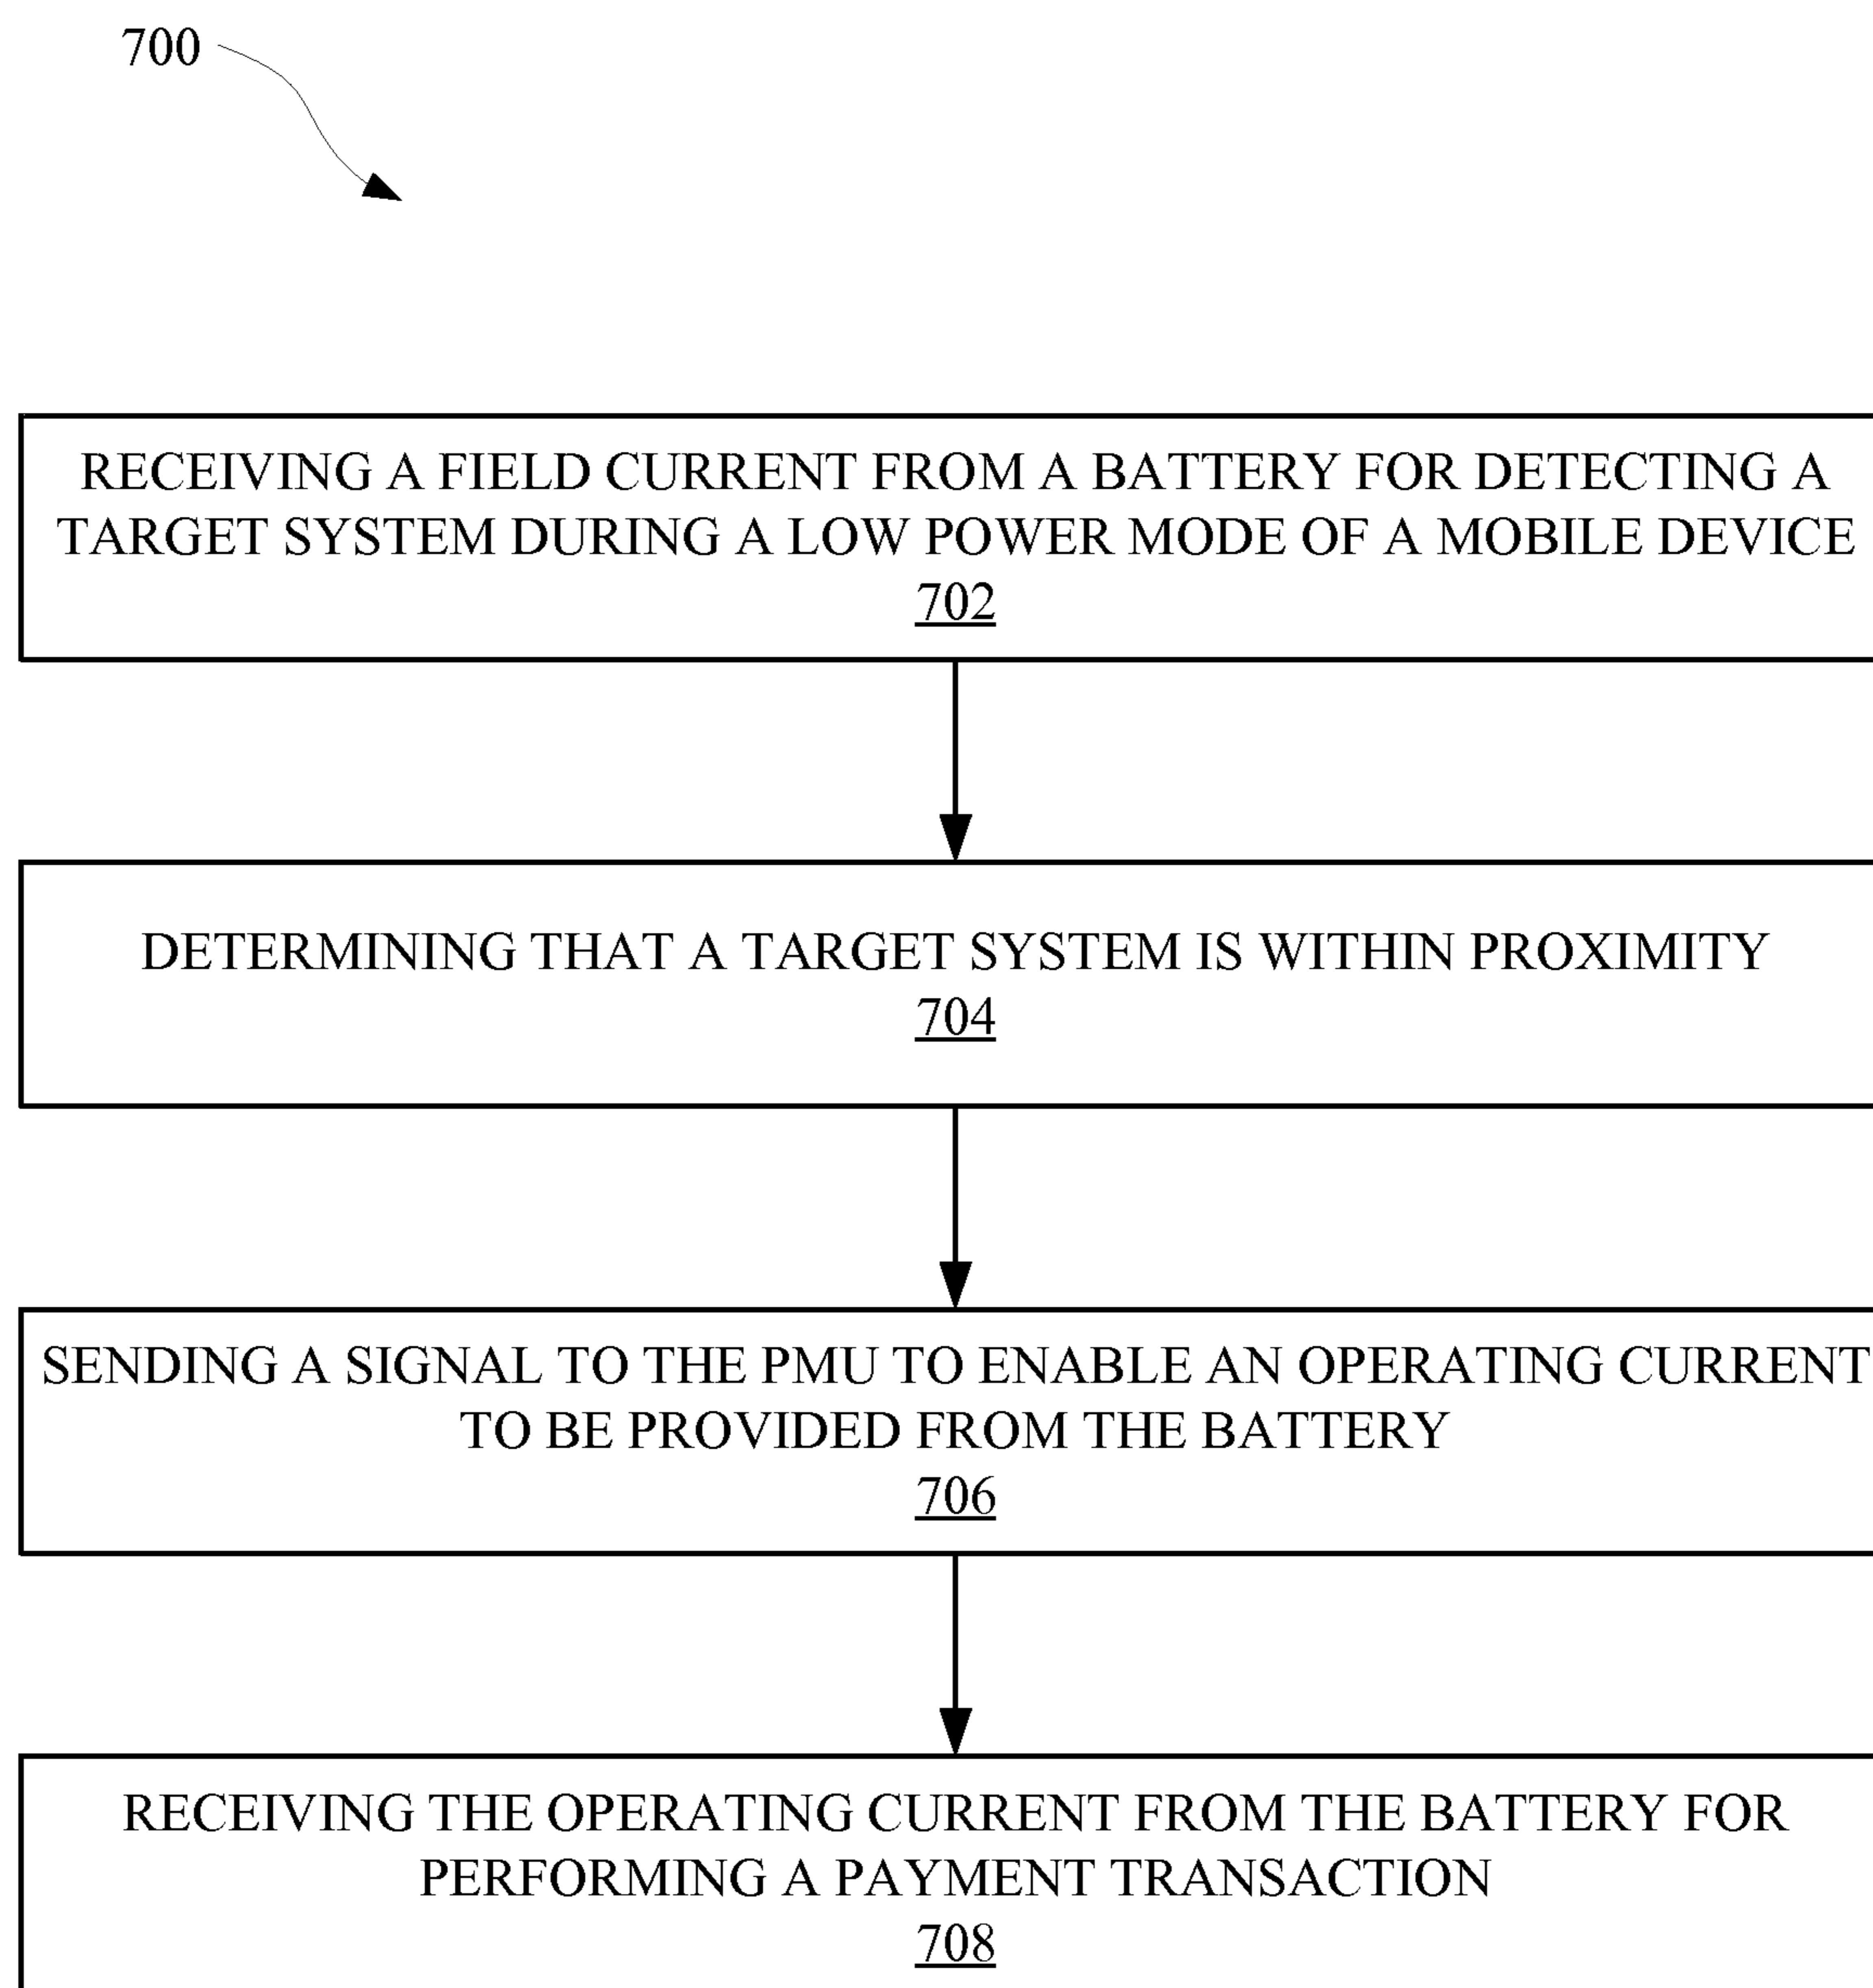 700
RECEIVING A FIELD CURRENT FROM A BATTERY FOR DETECTING A
TARGET SYSTEM DURING A LOW POWER MODE OF A MOBILE DEVICE
702
DETERMINING THAT A TARGET SYSTEM IS WITHIN PROXIMITY
704
SENDING A SIGNAL TO THE PMU TO ENABLE AN OPERATING CURRENT
TO BE PROVIDED FROM THE BATTERY
706
RECEIVING THE OPERATING CURRENT FROM THE BATTERY FOR
PERFORMING A PAYMENT TRANSACTION
708